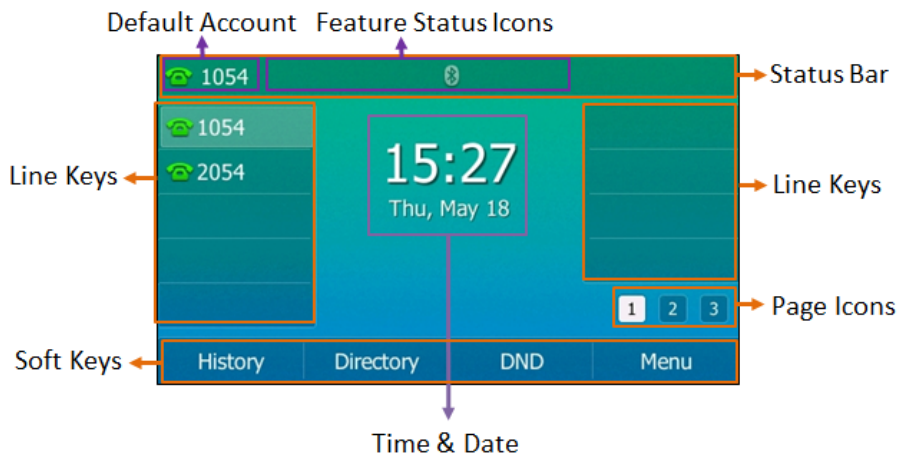 Default Account Feature Status Icons
1054
Status Bar
1054
2054
15:27
Thu, May 18
Line Keys
Line Keys
1 2 3
Page Icons
Soft Keys
History Directory DND Menu
Time & Date